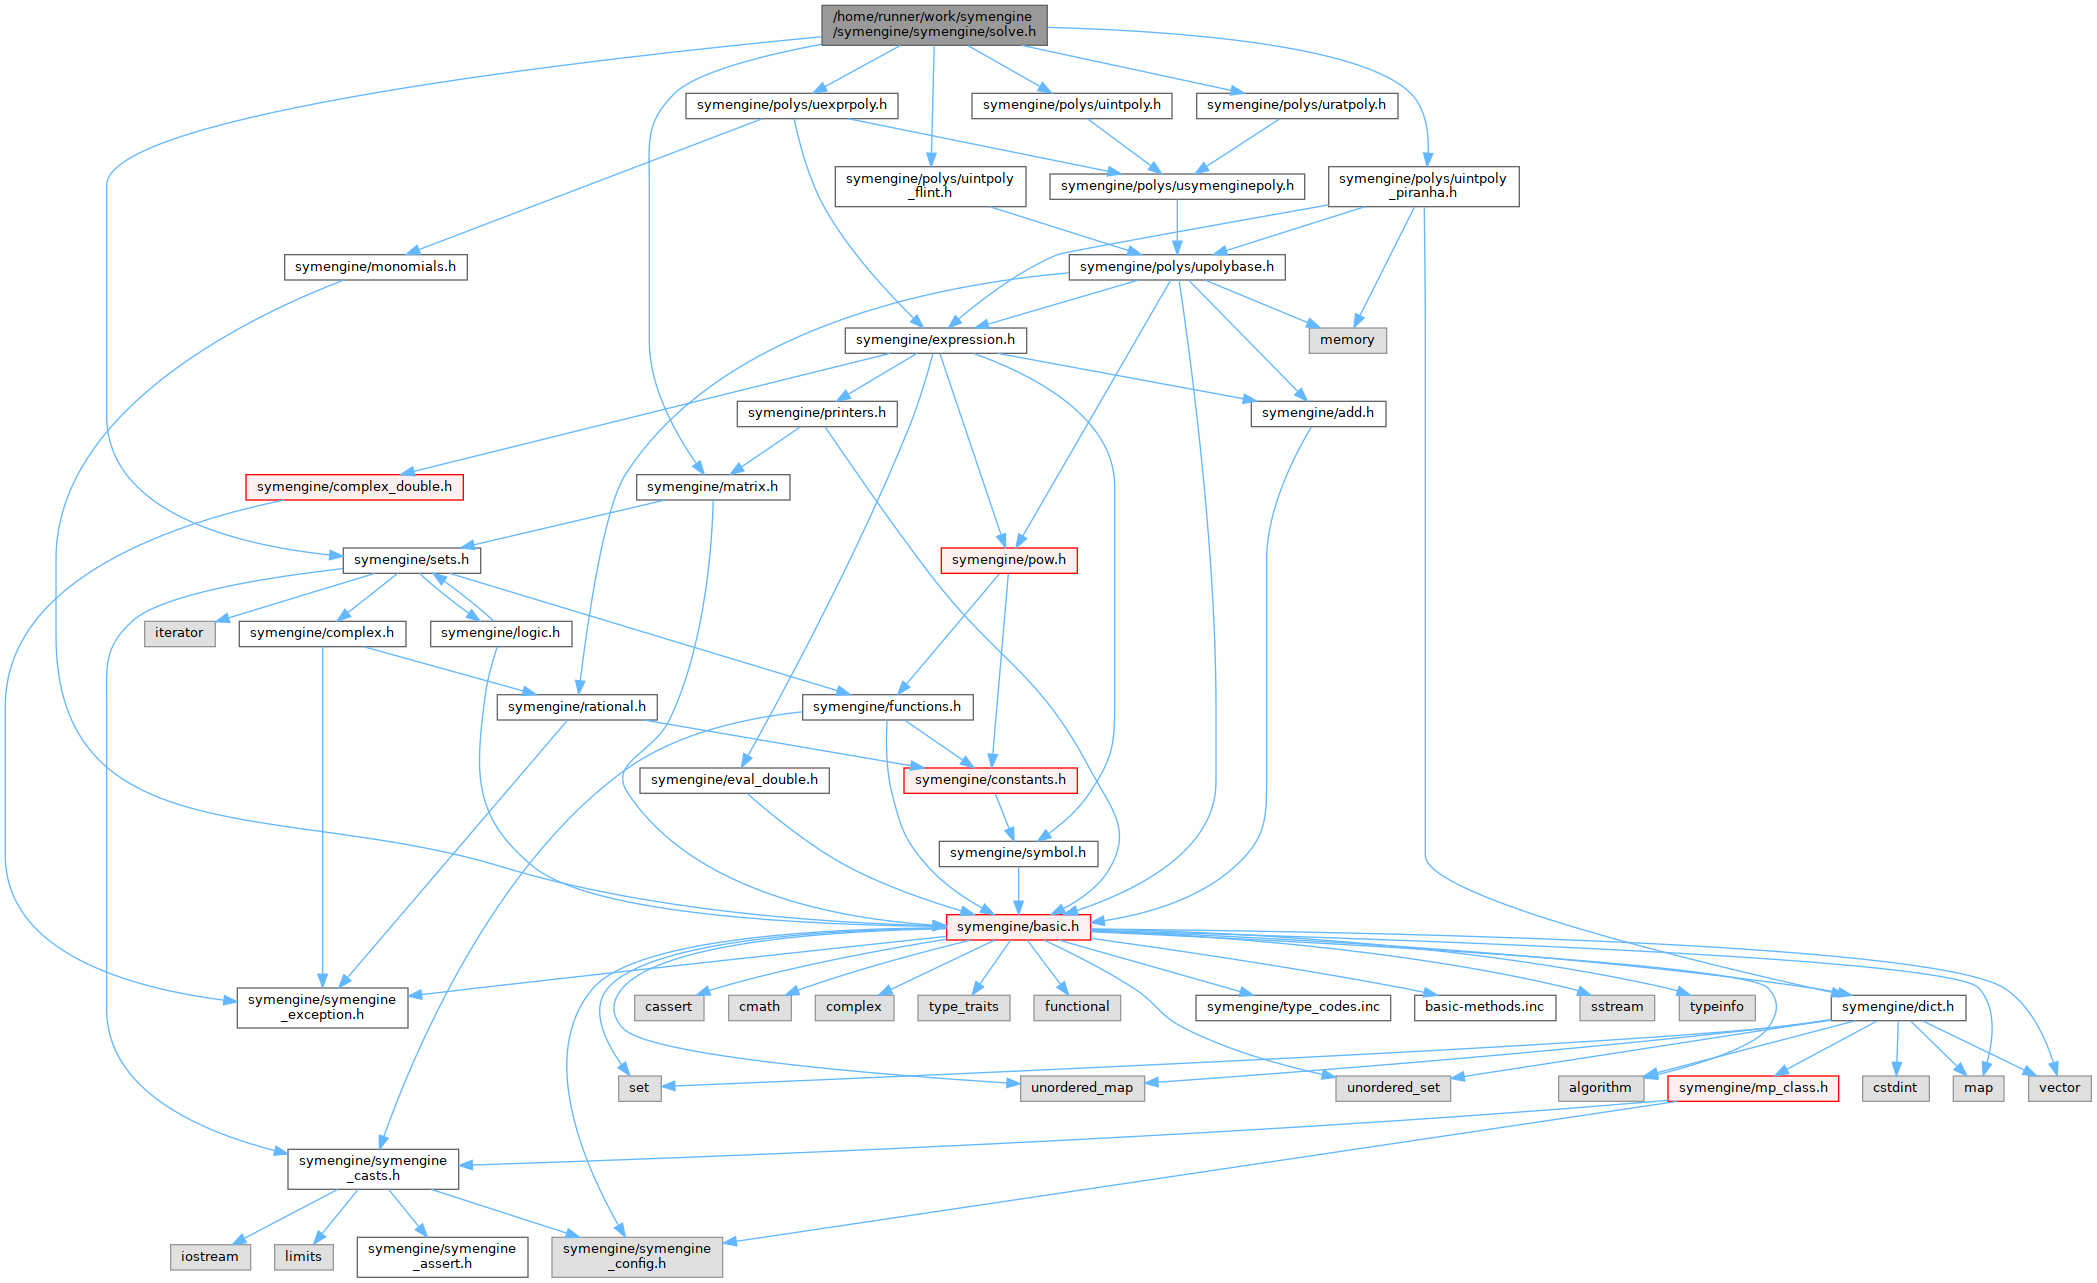 /home/runner/work/symengine
/symengine/symengine/solve.h
symengine/polys/uexprpoly.h
symengine/polys/uintpoly.h
symengine/polys/uratpoly.h
symengine/polys/uintpoly
_flint.h
symengine/polys/usymenginepoly.h
symengine/polys/uintpoly
_piranha.h
symengine/monomials.h
symengine/polys/upolybase.h
symengine/expression.h
memory
symengine/printers.h
symengine/add.h
symengine/complex_double.h
symengine/matrix.h
symengine/sets.h
symengine/pow.h
iterator
symengine/complex.h
symengine/logic.h
symengine/rational.h
symengine/functions.h
symengine/eval_double.h
symengine/constants.h
symengine/symbol.h
symengine/basic.h
symengine/symengine
_exception.h
cassert
cmath
complex
type_traits
functional
symengine/type_codes.inc
basic-methods.inc
sstream
typeinfo
symengine/dict.h
set
unordered_map
unordered_set
algorithm
symengine/mp_class.h
cstdint
map
vector
symengine/symengine
_casts.h
iostream
limits
symengine/symengine
_assert.h
symengine/symengine
_config.h